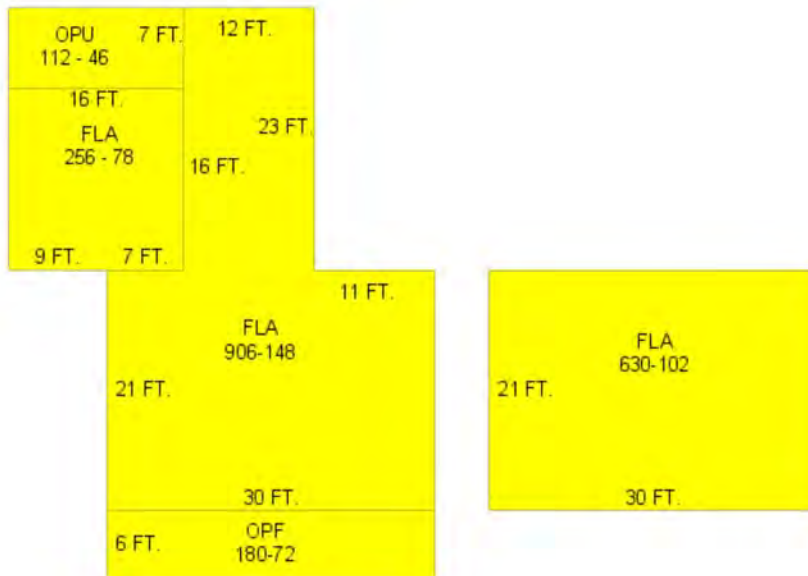 OPU
112 - 46
7 FT.
12 FT.
16 FT.
FLA
256 - 78
23 FT.
16 FT.
9 FT.
7 FT.
11 FT.
FLA
906-148
21 FT.
30 FT.
OPF
180-72
6 FT.
FLA
630-102
21 FT.
30 FT.